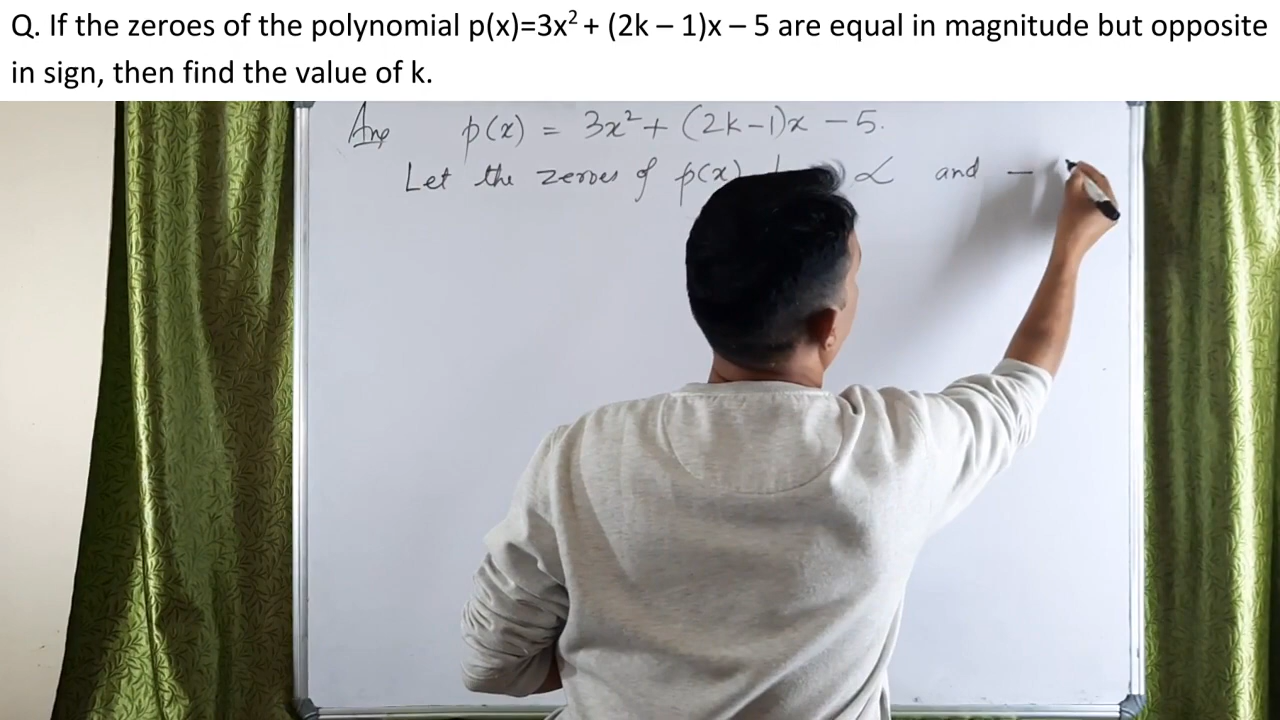 Q. If the zeroes of the polynomial p(x)=3x² + (2k – 1)x – 5 are equal in magnitude but opposite
in sign, then find the value of k.
Ans p(x) = 3x² + (2k-1)x - 5.
Let the zeroes of p(x) α and -